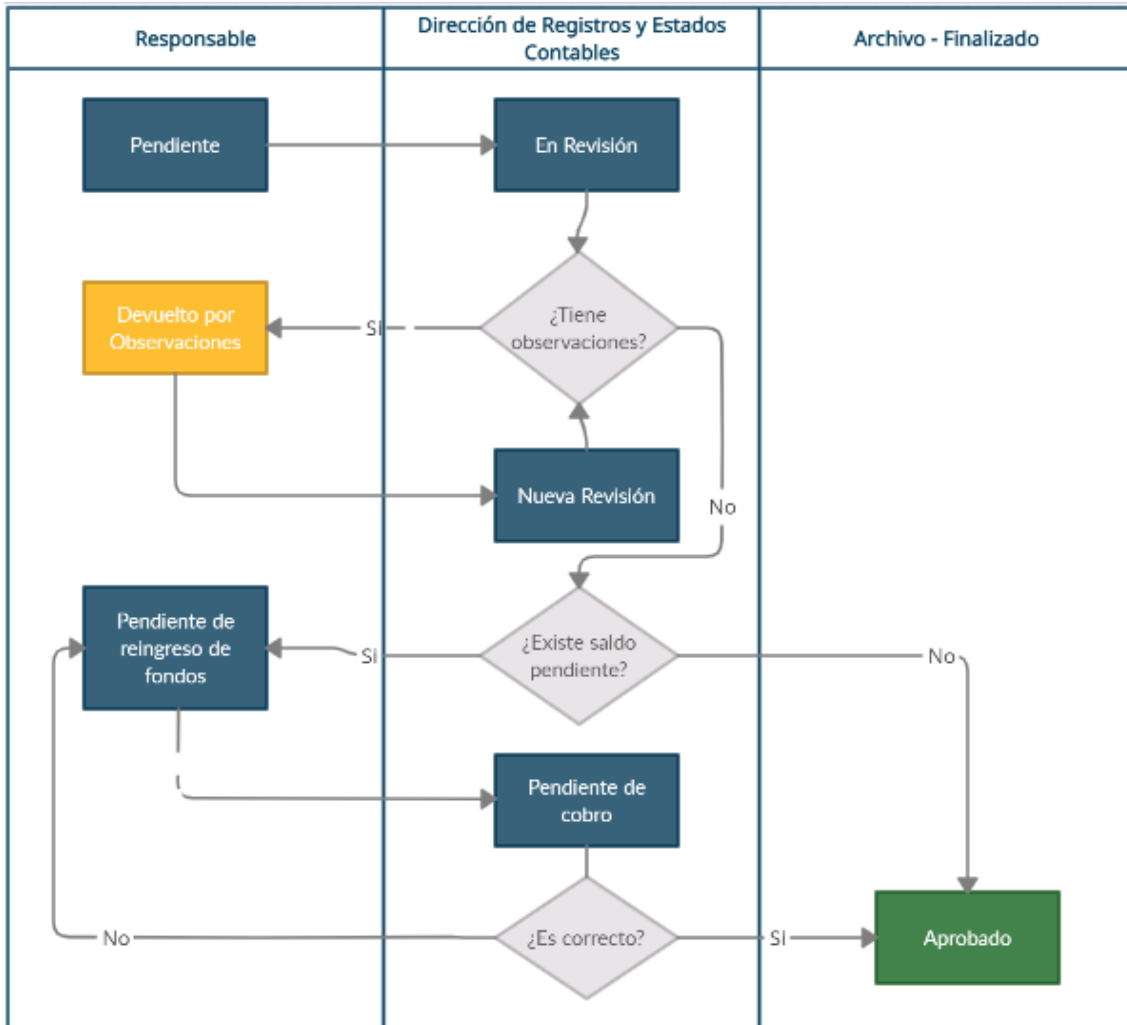 Responsable
Dirección de Registros y Estados
Contables
Archivo - Finalizado
Pendiente
En Revisión
Devuelto por
Observaciones
Si
¿Tiene
observaciones?
Nueva Revisión
No
Pendiente de
reingreso de
fondos
Si
¿Existe saldo
pendiente?
No
Pendiente de
cobro
No
¿Es correcto?
Si
Aprobado